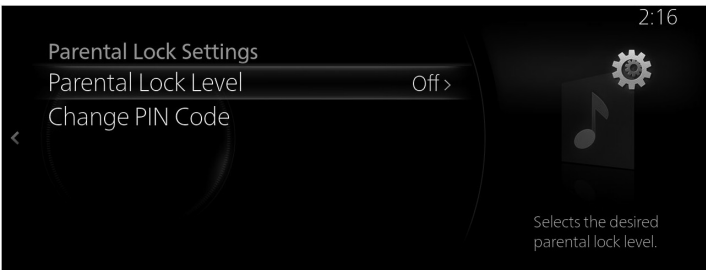 2:16
Parental Lock Settings
Parental Lock Level Off >
Change PIN Code
<
Selects the desired
parental lock level.